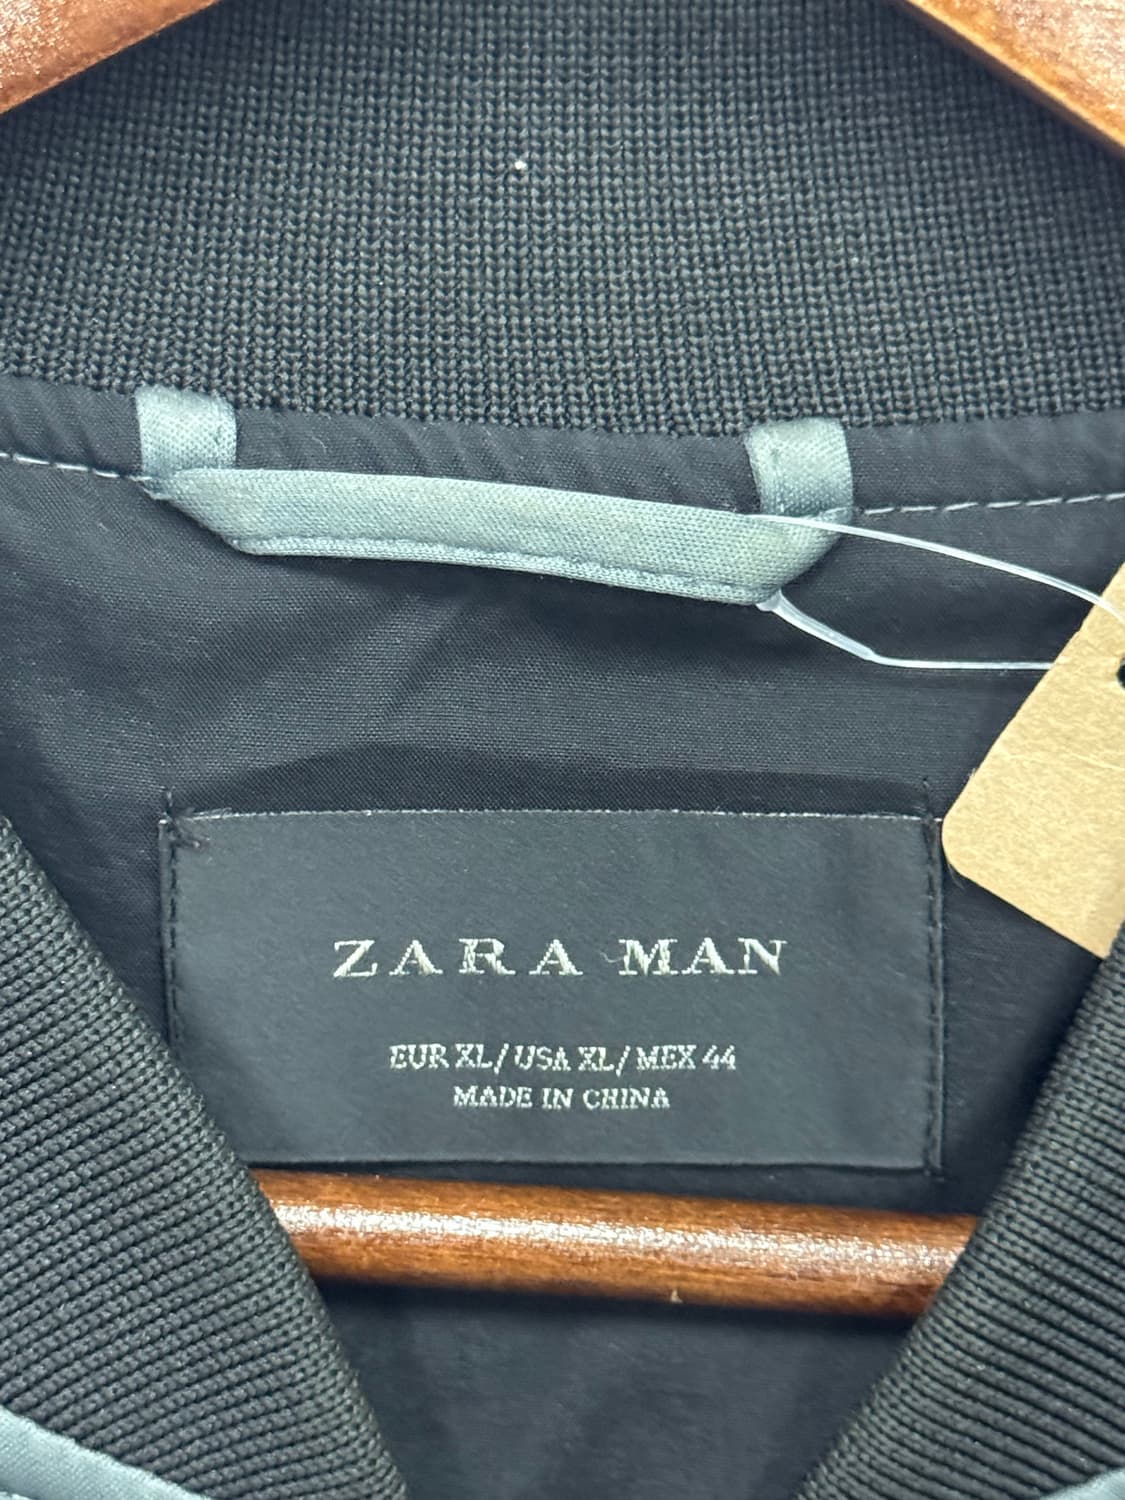 ZARA MAN
EUR XL/USA XL/MEX 44
MADE IN CHINA